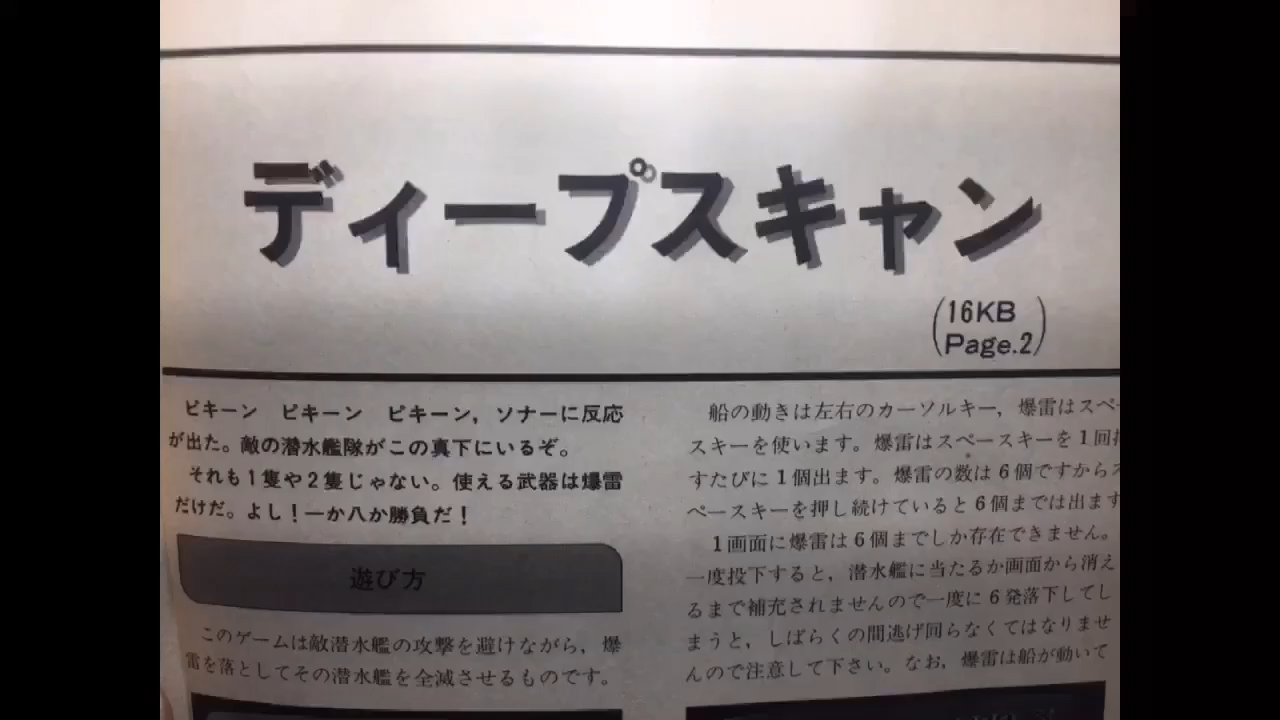 ディープスキャン
(16KB
Page.2)
ピキーン ピキーン ピキーン，ソナーに反応
が出た。敵の潜水艦隊がこの真下にいるぞ。
それも1隻や2隻じゃない。使える武器は爆雷
だけだ。よし！一か八か勝負だ！
遊び方
このゲームは敵潜水艦の攻撃を避けながら，爆
雷を落としてその潜水艦を全滅させるものです。
船の動きは左右のカーソルキー，爆雷はスペー
スキーを使います。爆雷はスペースキーを1回押
すたびに1個出ます。爆雷の数は6個ですからス
ペースキーを押し続けていると6個までは出ます
1画面に爆雷は6個までしか存在できません。
一度投下すると，潜水艦に当たるか画面から消え
るまで補充されませんので一度に6発落下してし
まうと，しばらくの間逃げ回らなくてはなりませ
んので注意して下さい。なお，爆雷は船が動いて